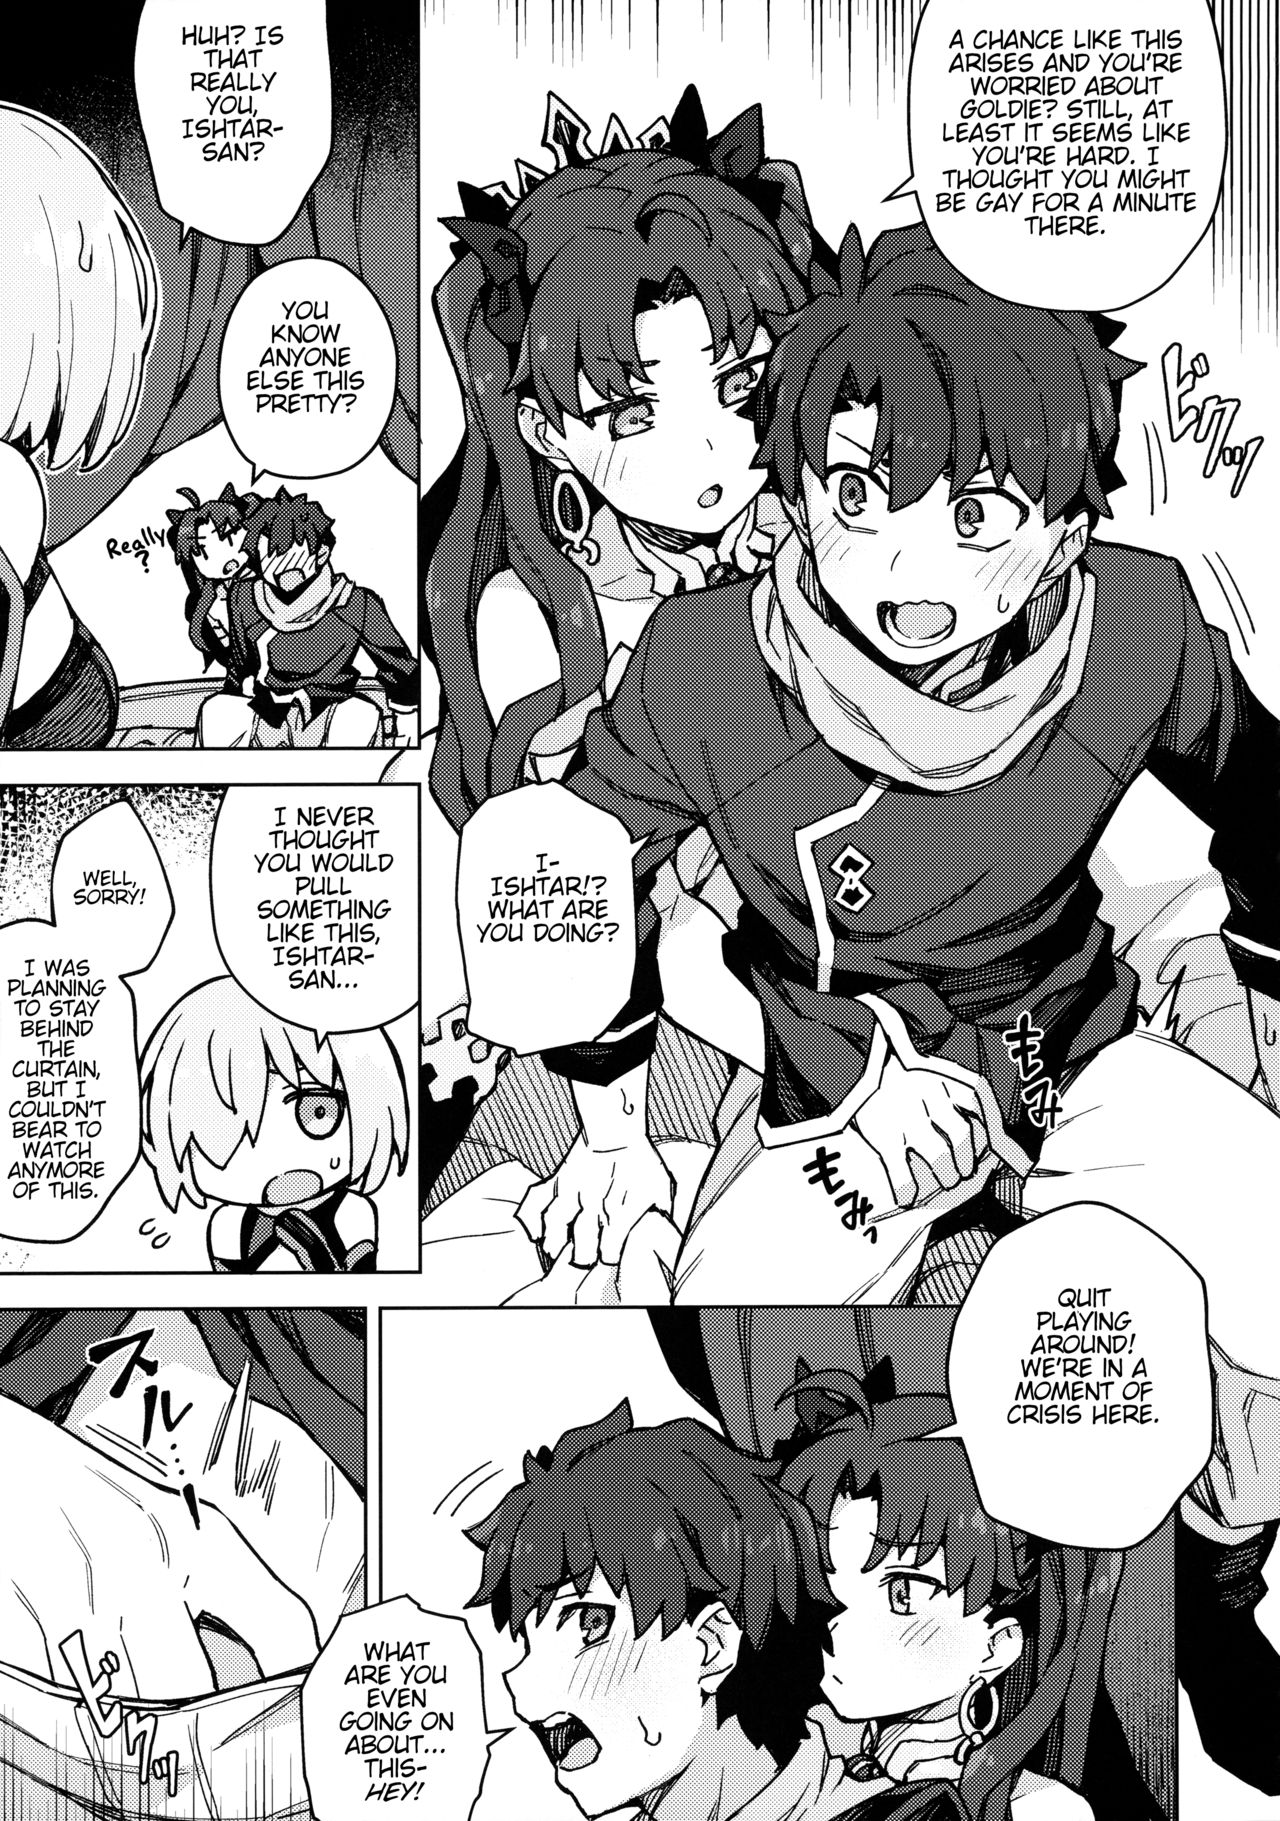 A CHANCE LIKE THIS
ARISES AND YOU'RE
WORRIED ABOUT
GOLDIE? STILL, AT
LEAST IT SEEMS LIKE
YOU'RE HARD. I
THOUGHT YOU MIGHT
BE GAY FOR A MINUTE
THERE.
ビクッッ
I-
ISHTAR!?
WHAT ARE
YOU DOING?
もみ
もみっ
HUH? IS
THAT
REALLY
YOU,
ISHTAR-
SAN?
YOU
KNOW
ANYONE
ELSE THIS
PRETTY?
Really
?
I NEVER
THOUGHT
YOU WOULD
PULL
SOMETHING
LIKE THIS,
ISHTAR-
SAN...
WELL,
SORRY!
I WAS
PLANNING
TO STAY
BEHIND
THE
CURTAIN,
BUT I
COULDN'T
BEAR TO
WATCH
ANYMORE
OF THIS.
QUIT
PLAYING
AROUND!
WE'RE IN A
MOMENT OF
CRISIS HERE.
WHAT
ARE YOU
EVEN
GOING ON
ABOUT...
THIS-
HEY!
スル...
ビクッッ